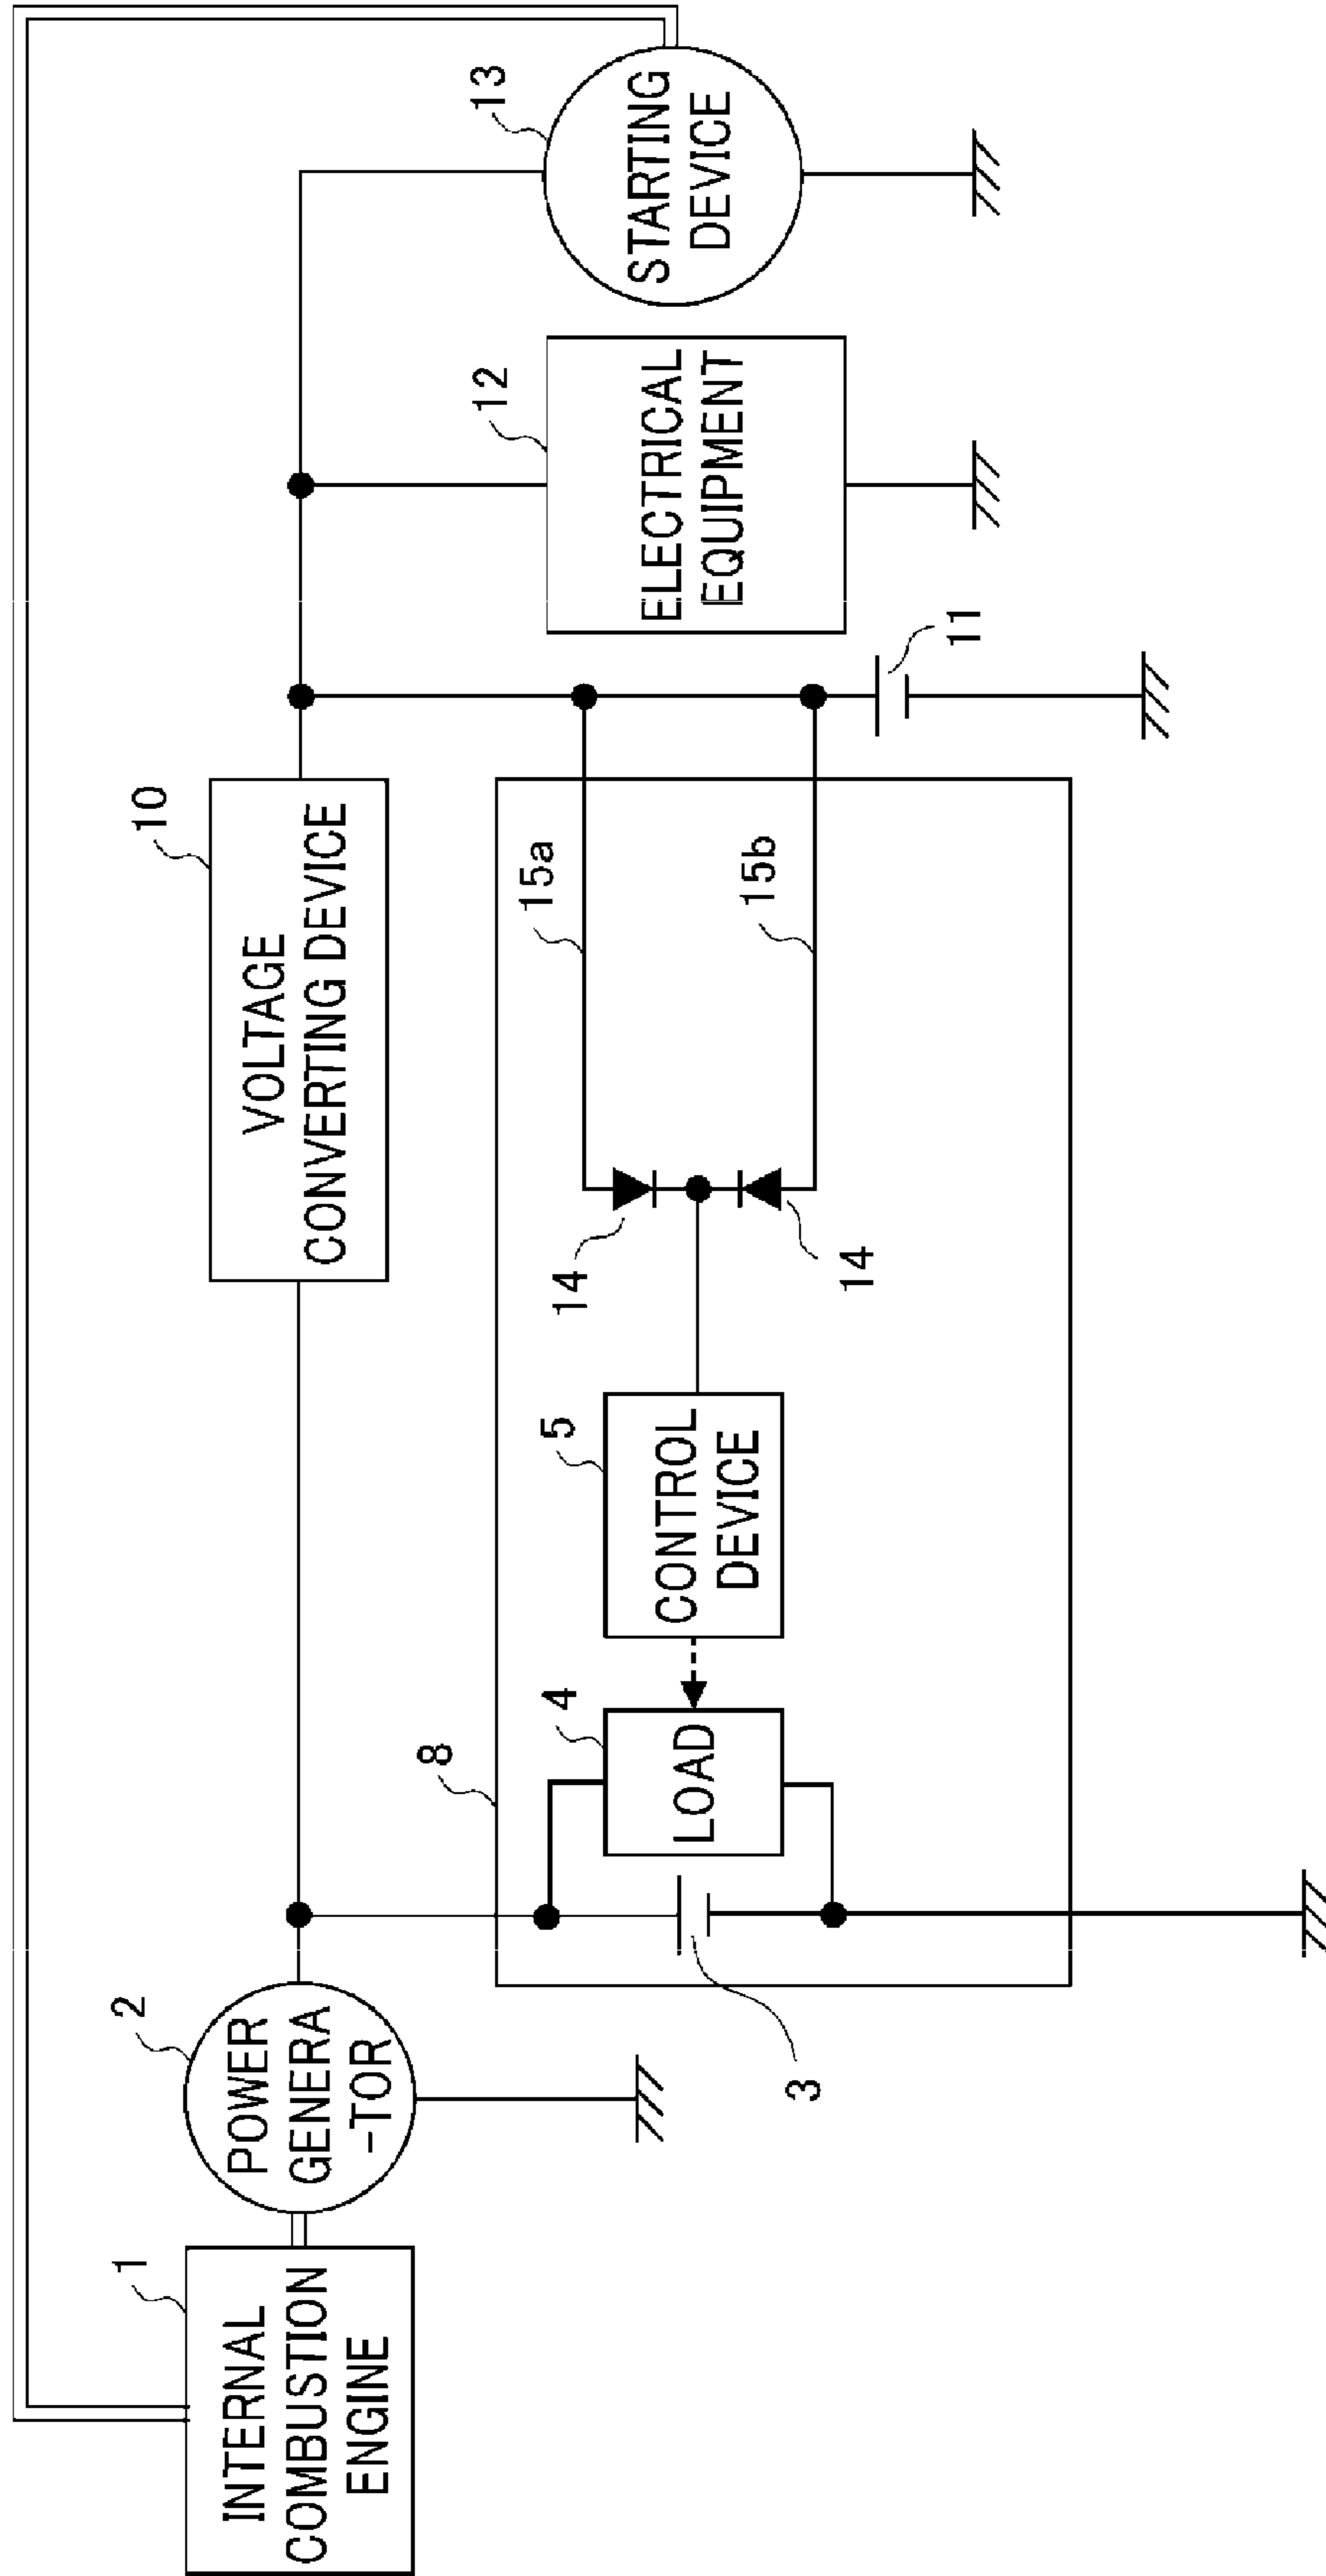 1
INTERNAL
COMBUSTION
ENGINE
2
POWER
GENERA
-TOR
10
VOLTAGE
CONVERTING DEVICE
13
STARTING
DEVICE
12
ELECTRICAL
EQUIPMENT
8
4
LOAD
5
CONTROL
DEVICE
14
14
15a
15b
11
3